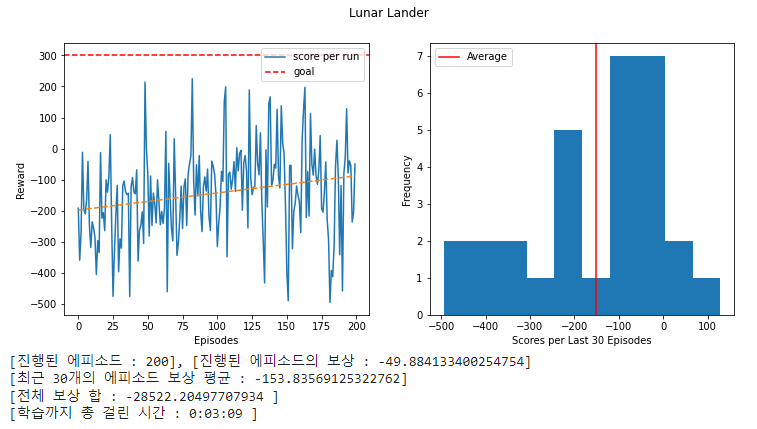 Lunar Lander
score per run
goal
300
200
100
0
−100
−200
−300
−400
−500
Reward
0 25 50 75 100 125 150 175 200
Episodes
Average
7
6
5
4
3
2
1
0
Frequency
−500 −400 −300 −200 −100 0 100
Scores per Last 30 Episodes
[진행된 에피소드 : 200], [진행된 에피소드의 보상 : -49.884133400254754]
[최근 30개의 에피소드 보상 평균 : -153.83569125322762]
[전체 보상 합 : -28522.20497707934 ]
[학습까지 총 걸린 시간 : 0:03:09 ]